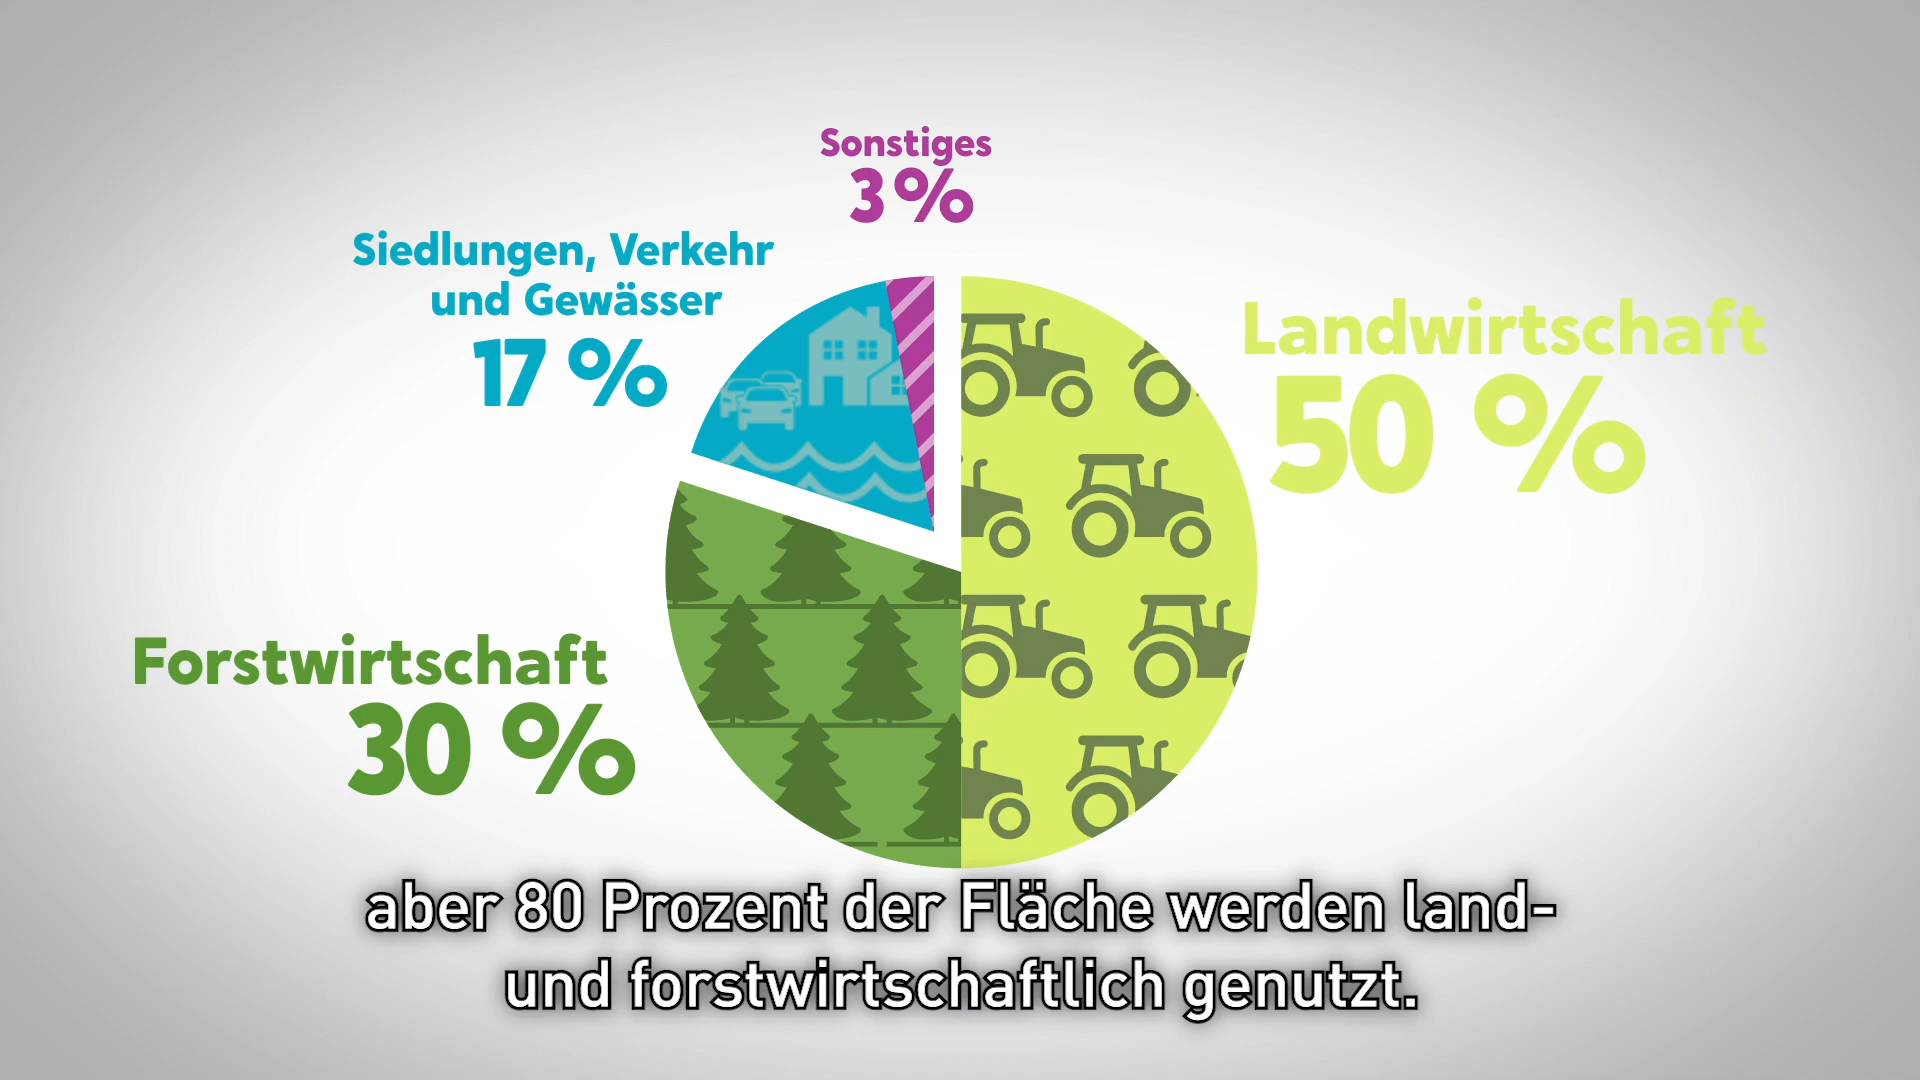 Sonstiges
3 %
Siedlungen, Verkehr
und Gewässer
17 %
Landwirtschaft
50 %
Forstwirtschaft
30 %
aber 80 Prozent der Fläche werden land-
und forstwirtschaftlich genutzt.